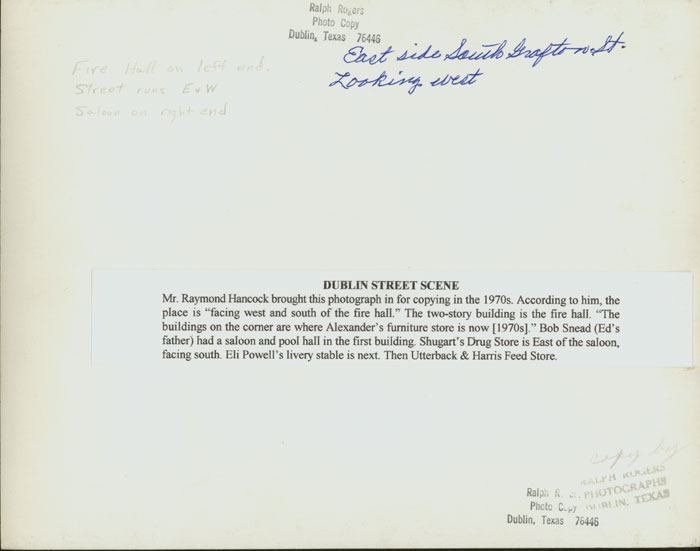 Ralph Rogers
Photo Copy
Dublin, Texas 76446
East side South Grafton St.
Looking west
Fire Hall on left end,
Street runs E+W
Saloon on right end
DUBLIN STREET SCENE
Mr. Raymond Hancock brought this photograph in for copying in the 1970s. According to him, the
place is “facing west and south of the fire hall.” The two-story building is the fire hall. “The
buildings on the corner are where Alexander’s furniture store is now [1970s].” Bob Snead (Ed’s
father) had a saloon and pool hall in the first building. Shugart’s Drug Store is East of the saloon,
facing south. Eli Powell’s livery stable is next. Then Utterback & Harris Feed Store.
copy by
RALPH ROGERS
PHOTOGRAPHS
DUBLIN, TEXAS
Ralph
Photo Copy
Dublin, Texas 76446